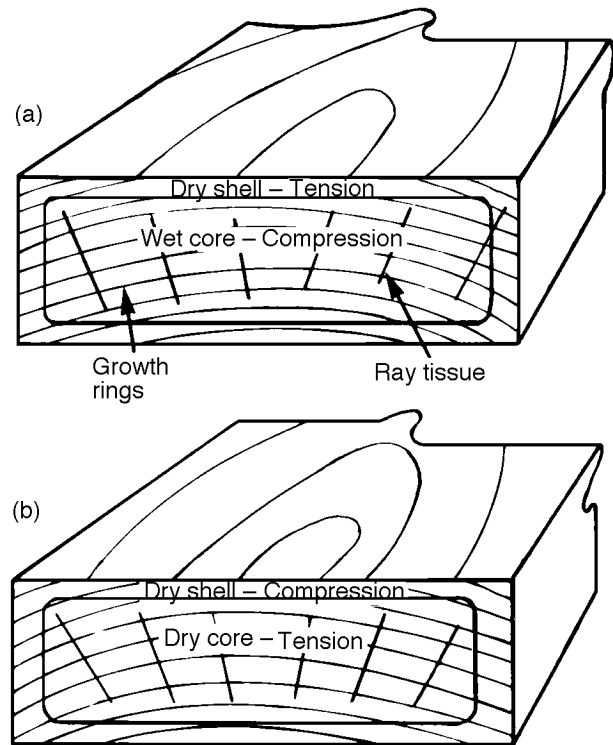 (a)
Dry shell – Tension
Wet core – Compression
Growth
rings
Ray tissue
(b)
Dry shell – Compression
Dry core – Tension